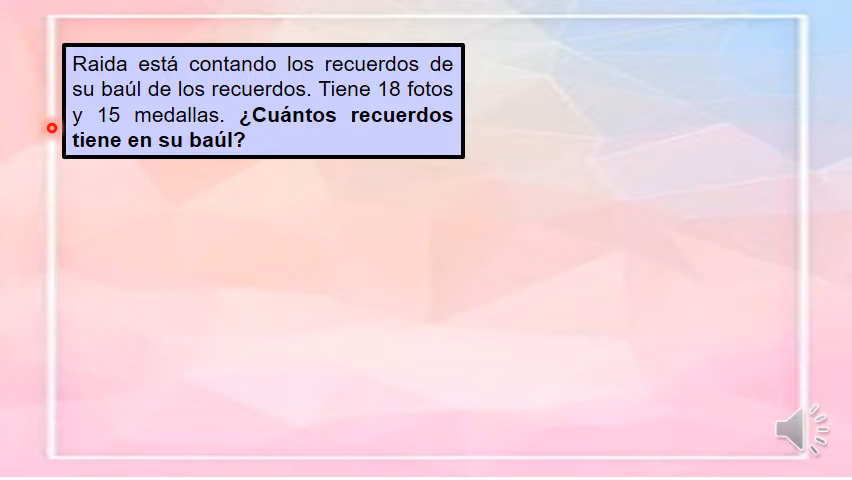 Raida está contando los recuerdos de
su baúl de los recuerdos. Tiene 18 fotos
y 15 medallas. ¿Cuántos recuerdos
tiene en su baúl?